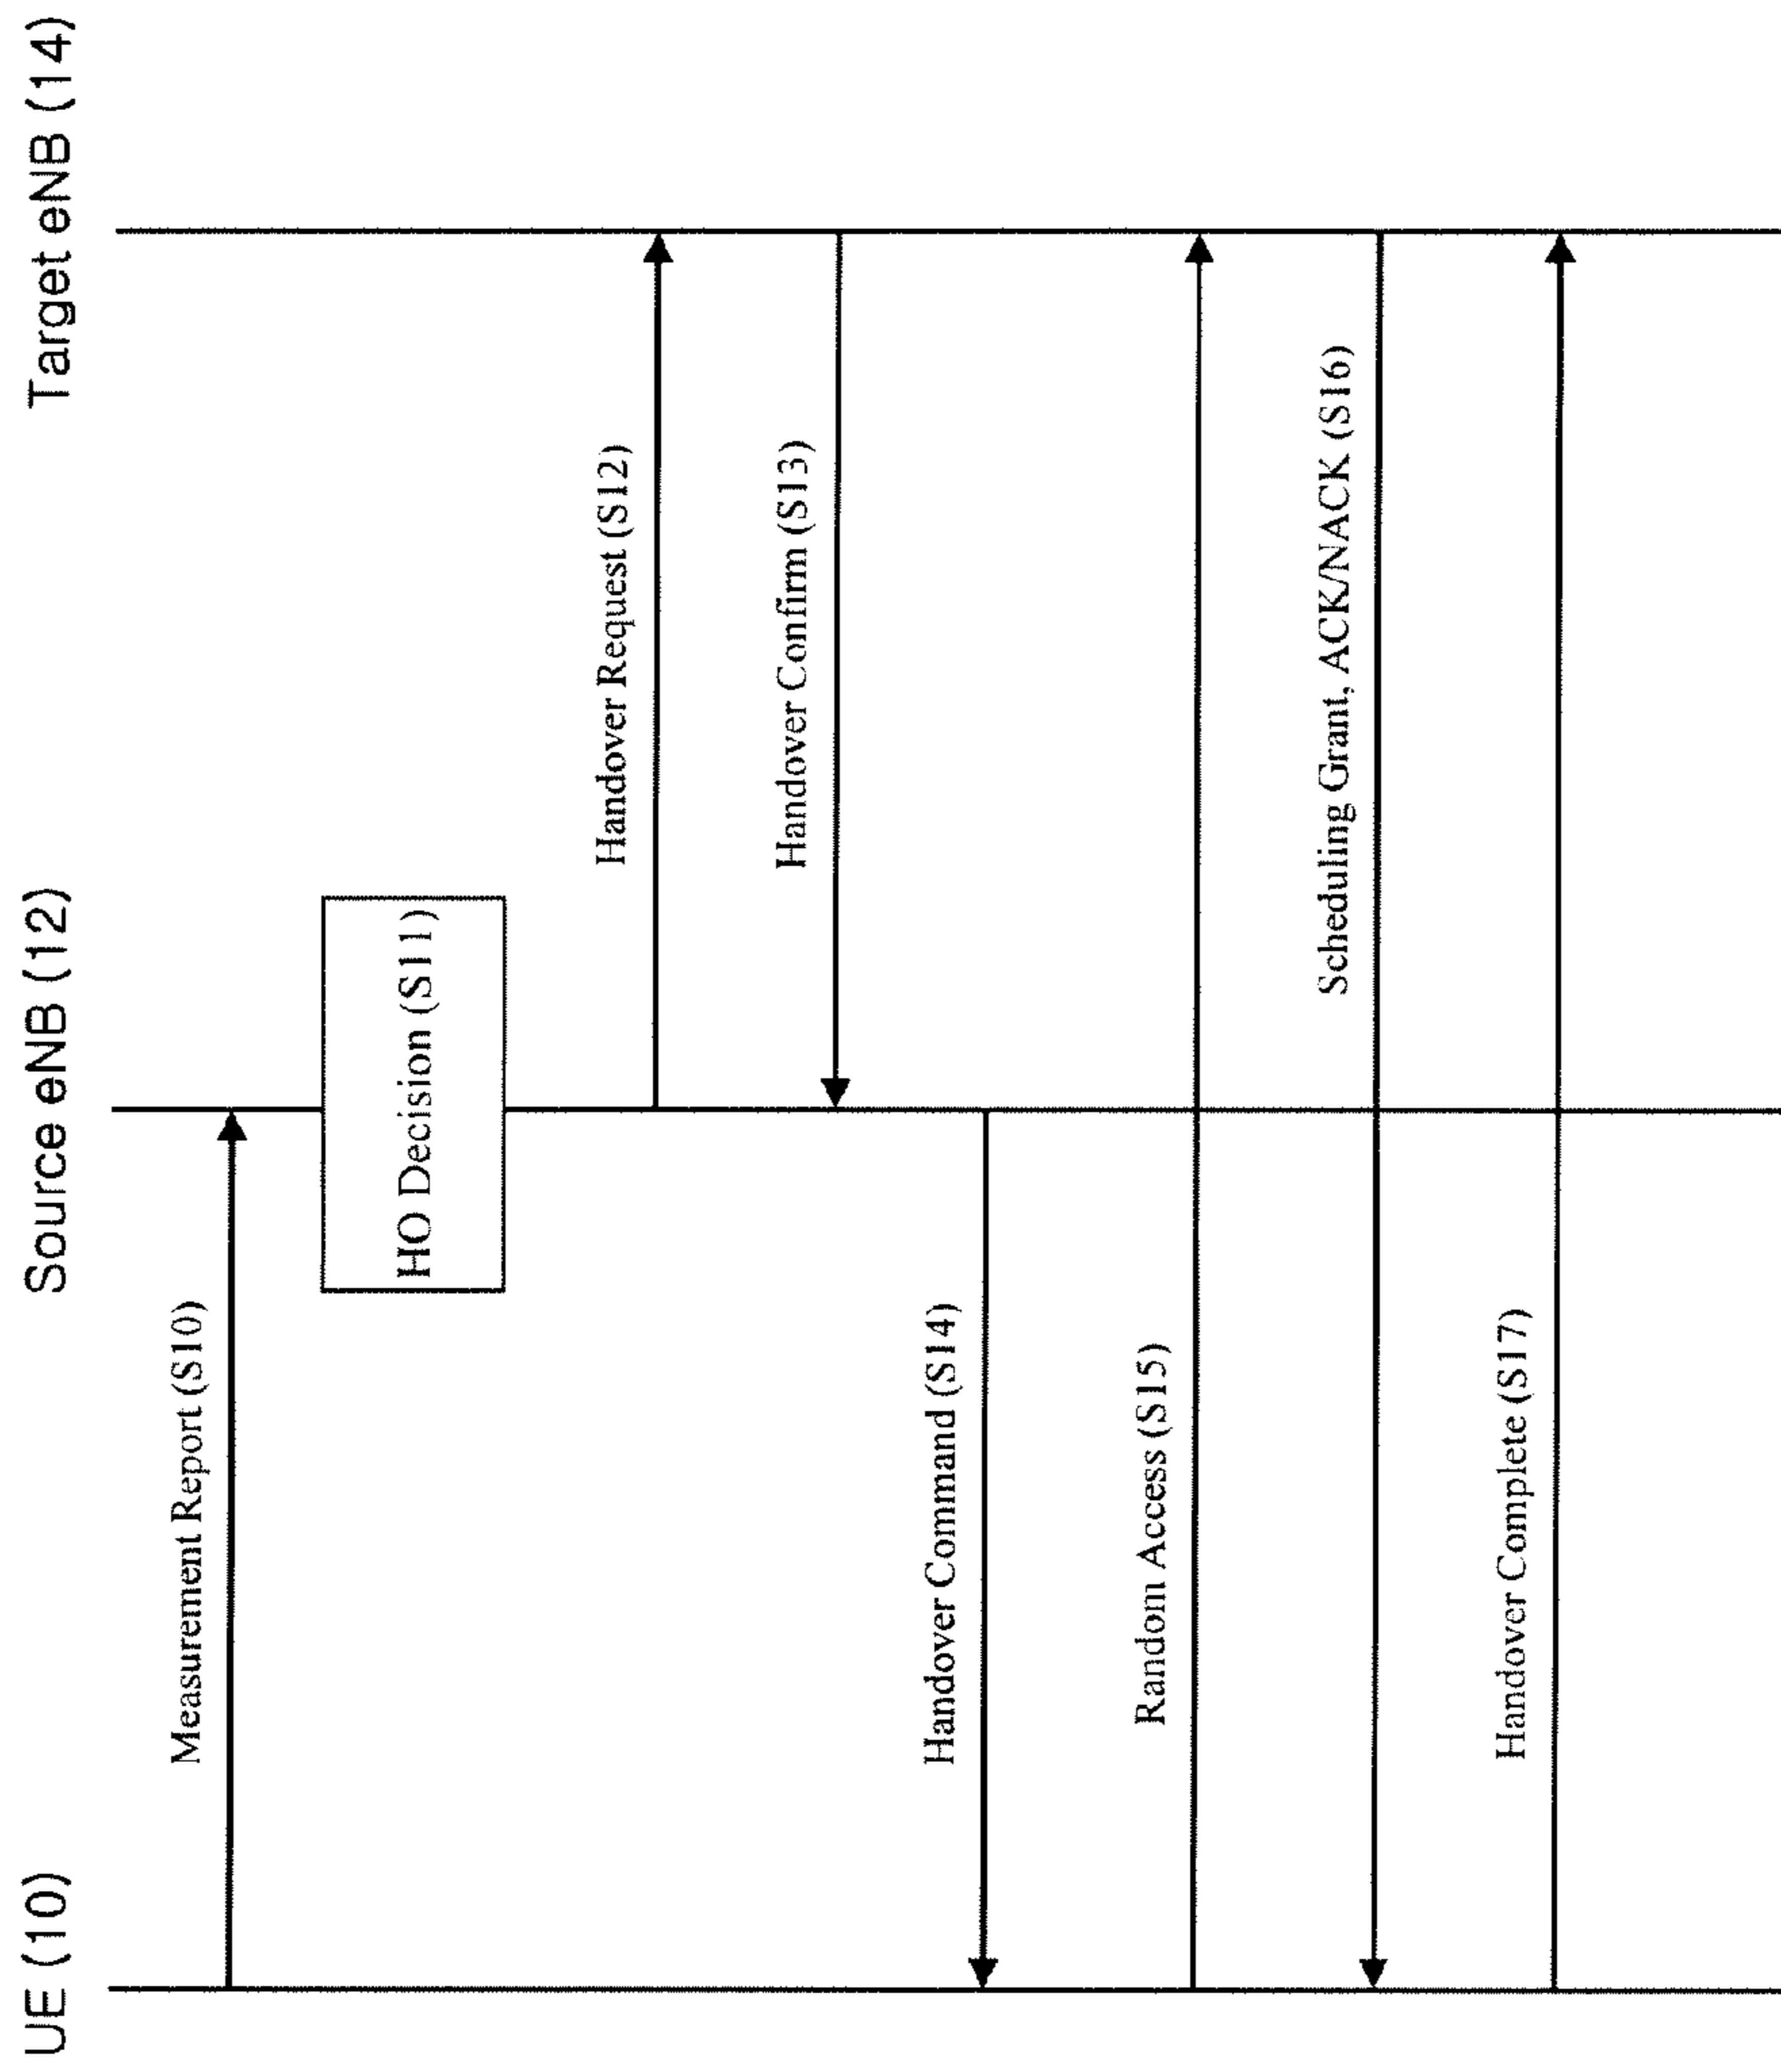 UE (10)
Source eNB (12)
Target eNB (14)
Measurement Report (S10)
HO Decision (S11)
Handover Request (S12)
Handover Confirm (S13)
Handover Command (S14)
Randon Access (S15)
Scheduling Grant, ACK/NACK (S16)
Handover Complete (S17)